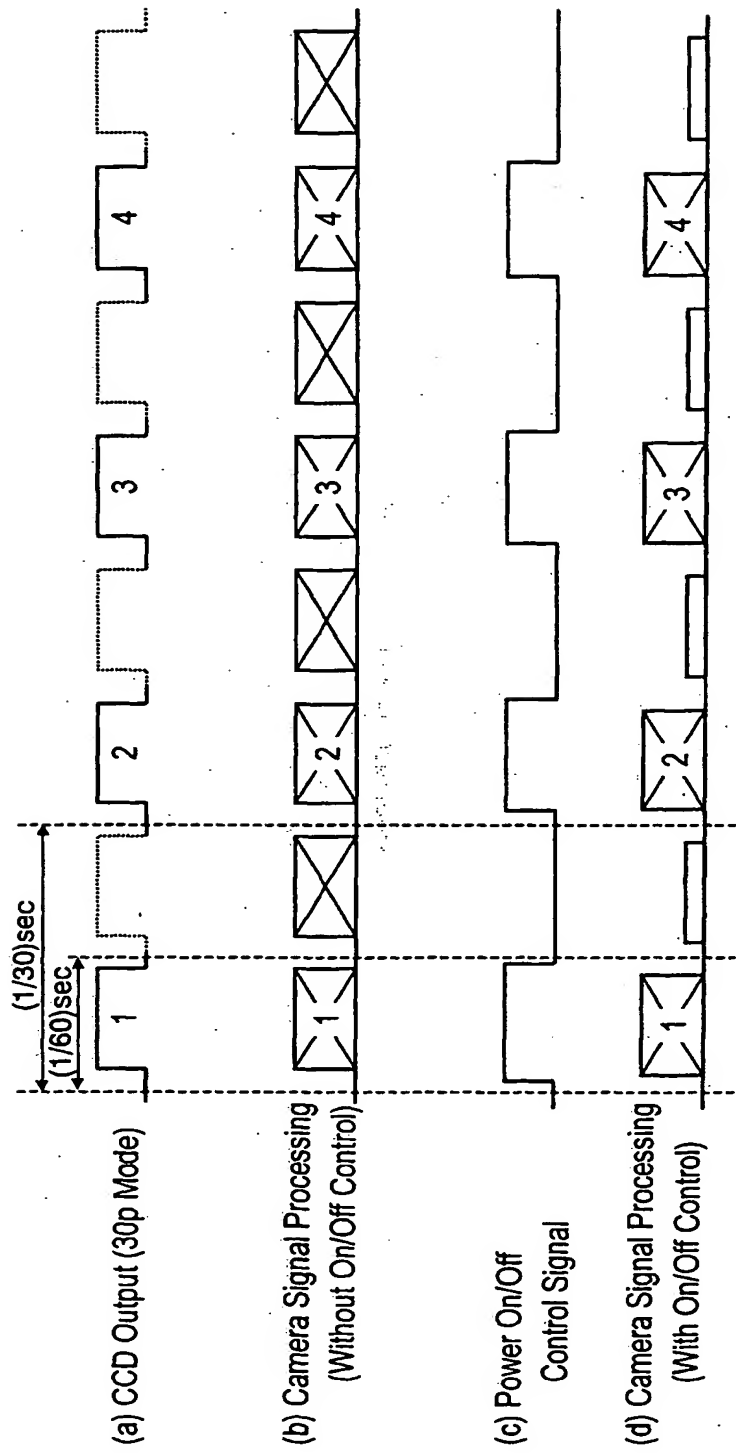 (1/30)sec
(1/60)sec
(a) CCD Output (30p Mode)
1
2
3
4
(b) Camera Signal Processing
(Without On/Off Control)
1
2
3
4
(c) Power On/Off
Control Signal
(d) Camera Signal Processing
(With On/Off Control)
1
2
3
4